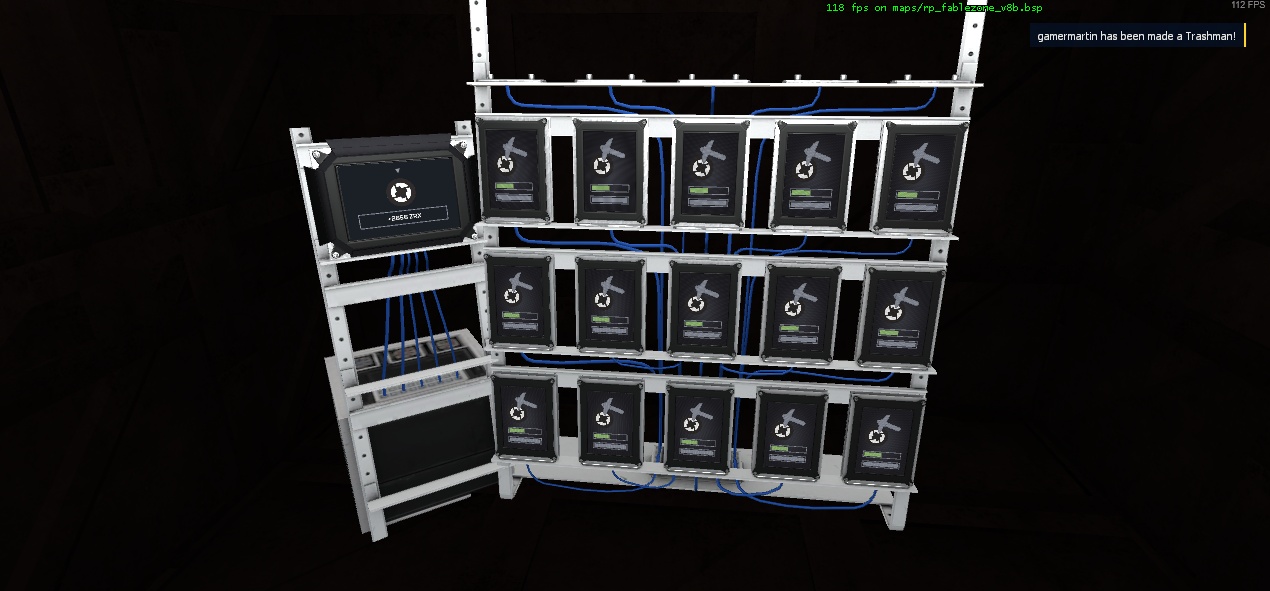 118 fps on maps/rp_fablezone_v8b.bsp
112 FPS
gamermartin has been made a Trashman!